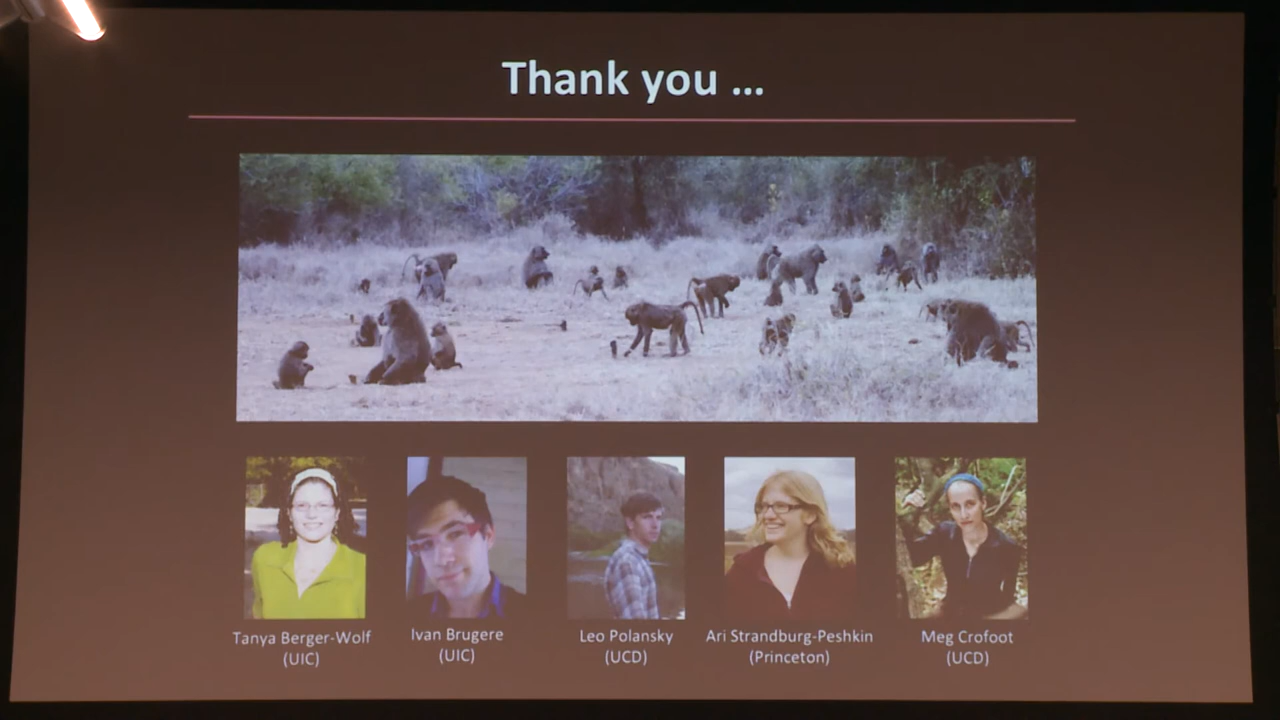 Thank you ...
Tanya Berger-Wolf
(UIC)
Ivan Brugere
(UIC)
Leo Polansky
(UCD)
Ari Strandburg-Peshkin
(Princeton)
Meg Crofoot
(UCD)